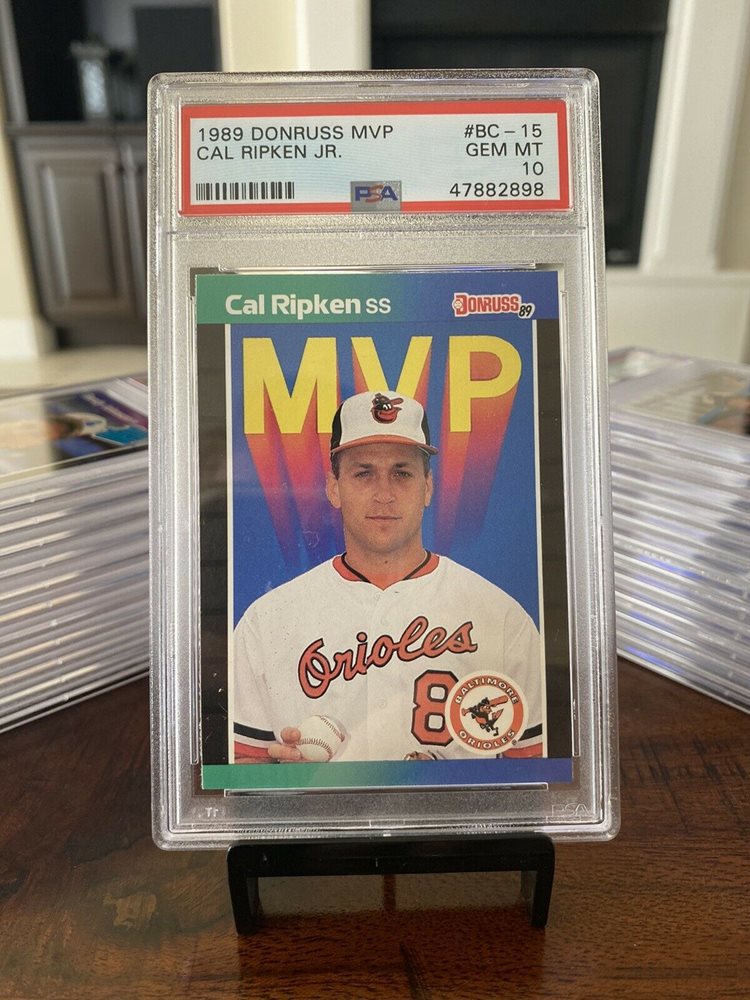 1989 DONRUSS MVP #BC-15
CAL RIPKEN JR. GEM MT
10
PSA 47882898
Cal Ripken SS DONRUSS 89
MVP
Orioles
8
BALTIMORE
ORIOLES
PSA